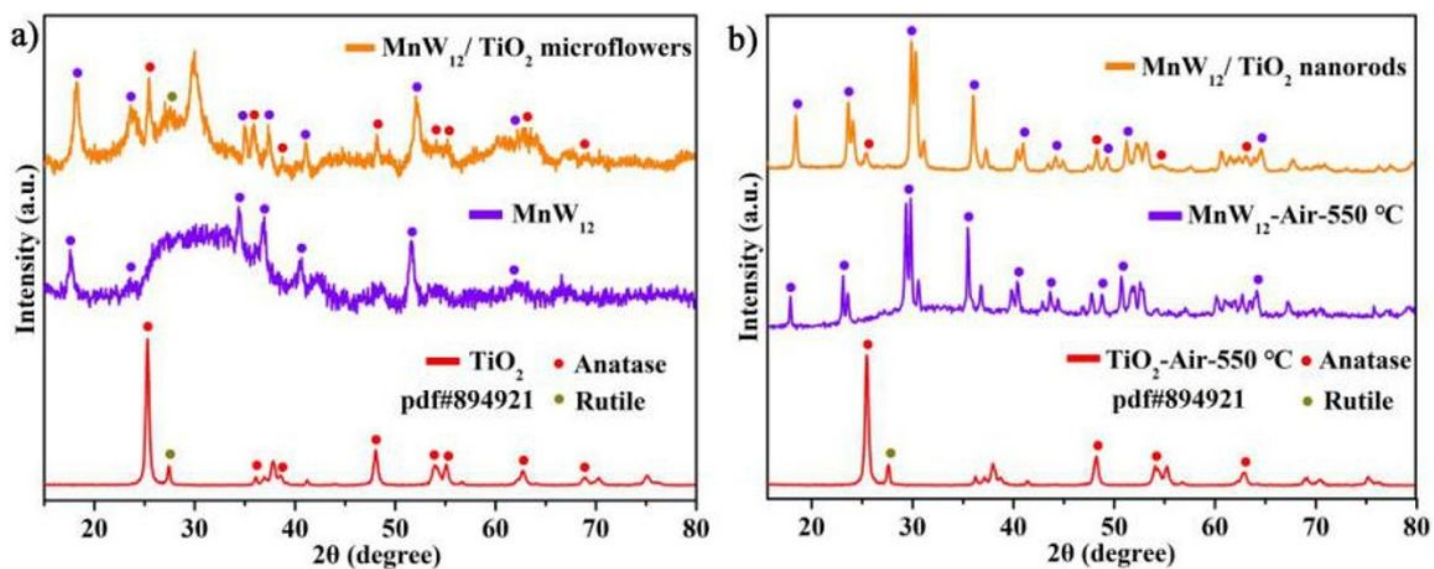 a)
MnW₁₂/ TiO₂ microflowers
MnW₁₂
TiO₂
Anatase
pdf#894921
Rutile
Intensity (a.u.)
20 30 40 50 60 70 80
2θ (degree)
b)
MnW₁₂/ TiO₂ nanorods
MnW₁₂-Air-550 °C
TiO₂-Air-550 °C
Anatase
pdf#894921
Rutile
Intensity (a.u.)
20 30 40 50 60 70 80
2θ (degree)